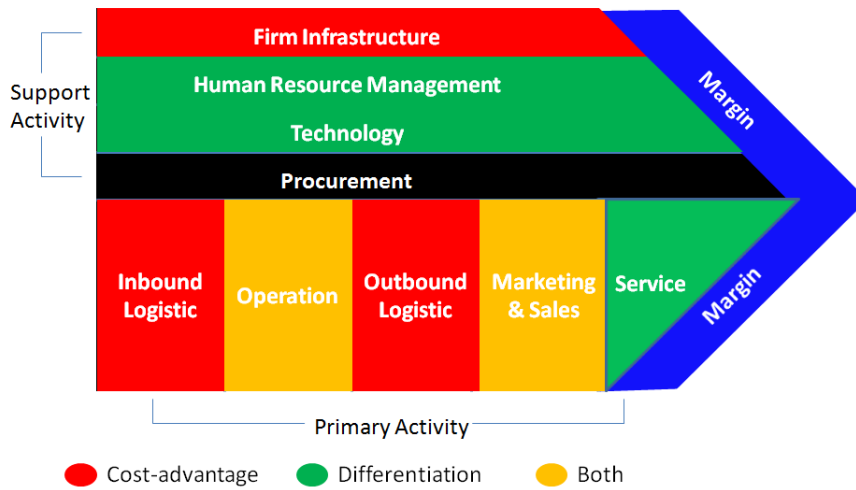 Firm Infrastructure
Human Resource Management
Technology
Procurement
Support
Activity
Margin
Inbound
Logistic
Operation
Outbound
Logistic
Marketing
& Sales
Service
Margin
Primary Activity
Cost-advantage
Differentiation
Both